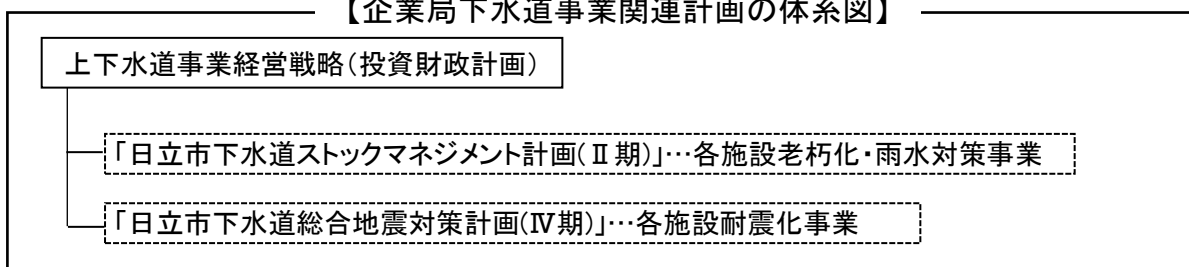 【企業局下水道事業関連計画の体系図】
上下水道事業経営戦略(投資財政計画)
「日立市下水道ストックマネジメント計画(Ⅱ期)」…各施設老朽化・雨水対策事業
「日立市下水道総合地震対策計画(Ⅳ期)」…各施設耐震化事業